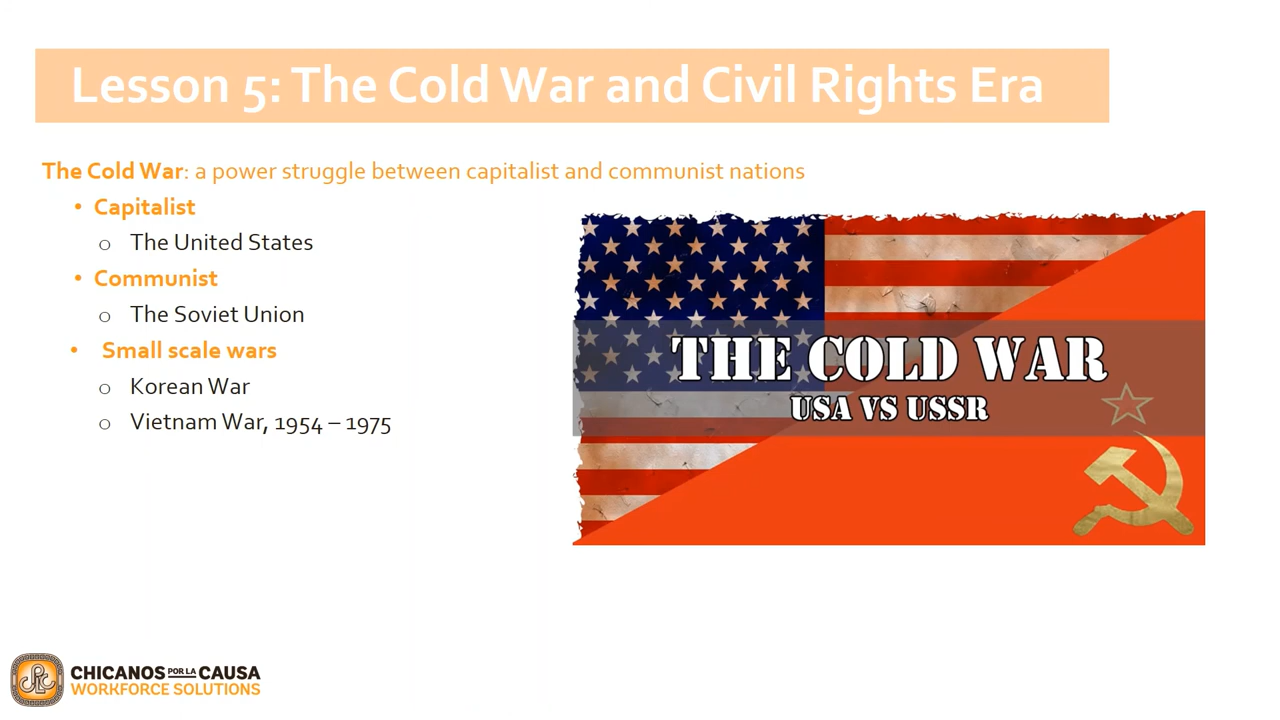 Lesson 5: The Cold War and Civil Rights Era
The Cold War: a power struggle between capitalist and communist nations
• Capitalist
o The United States
• Communist
o The Soviet Union
• Small scale wars
o Korean War
o Vietnam War, 1954 – 1975
THE COLD WAR
USA VS USSR
CHICANOS POR LA CAUSA
WORKFORCE SOLUTIONS